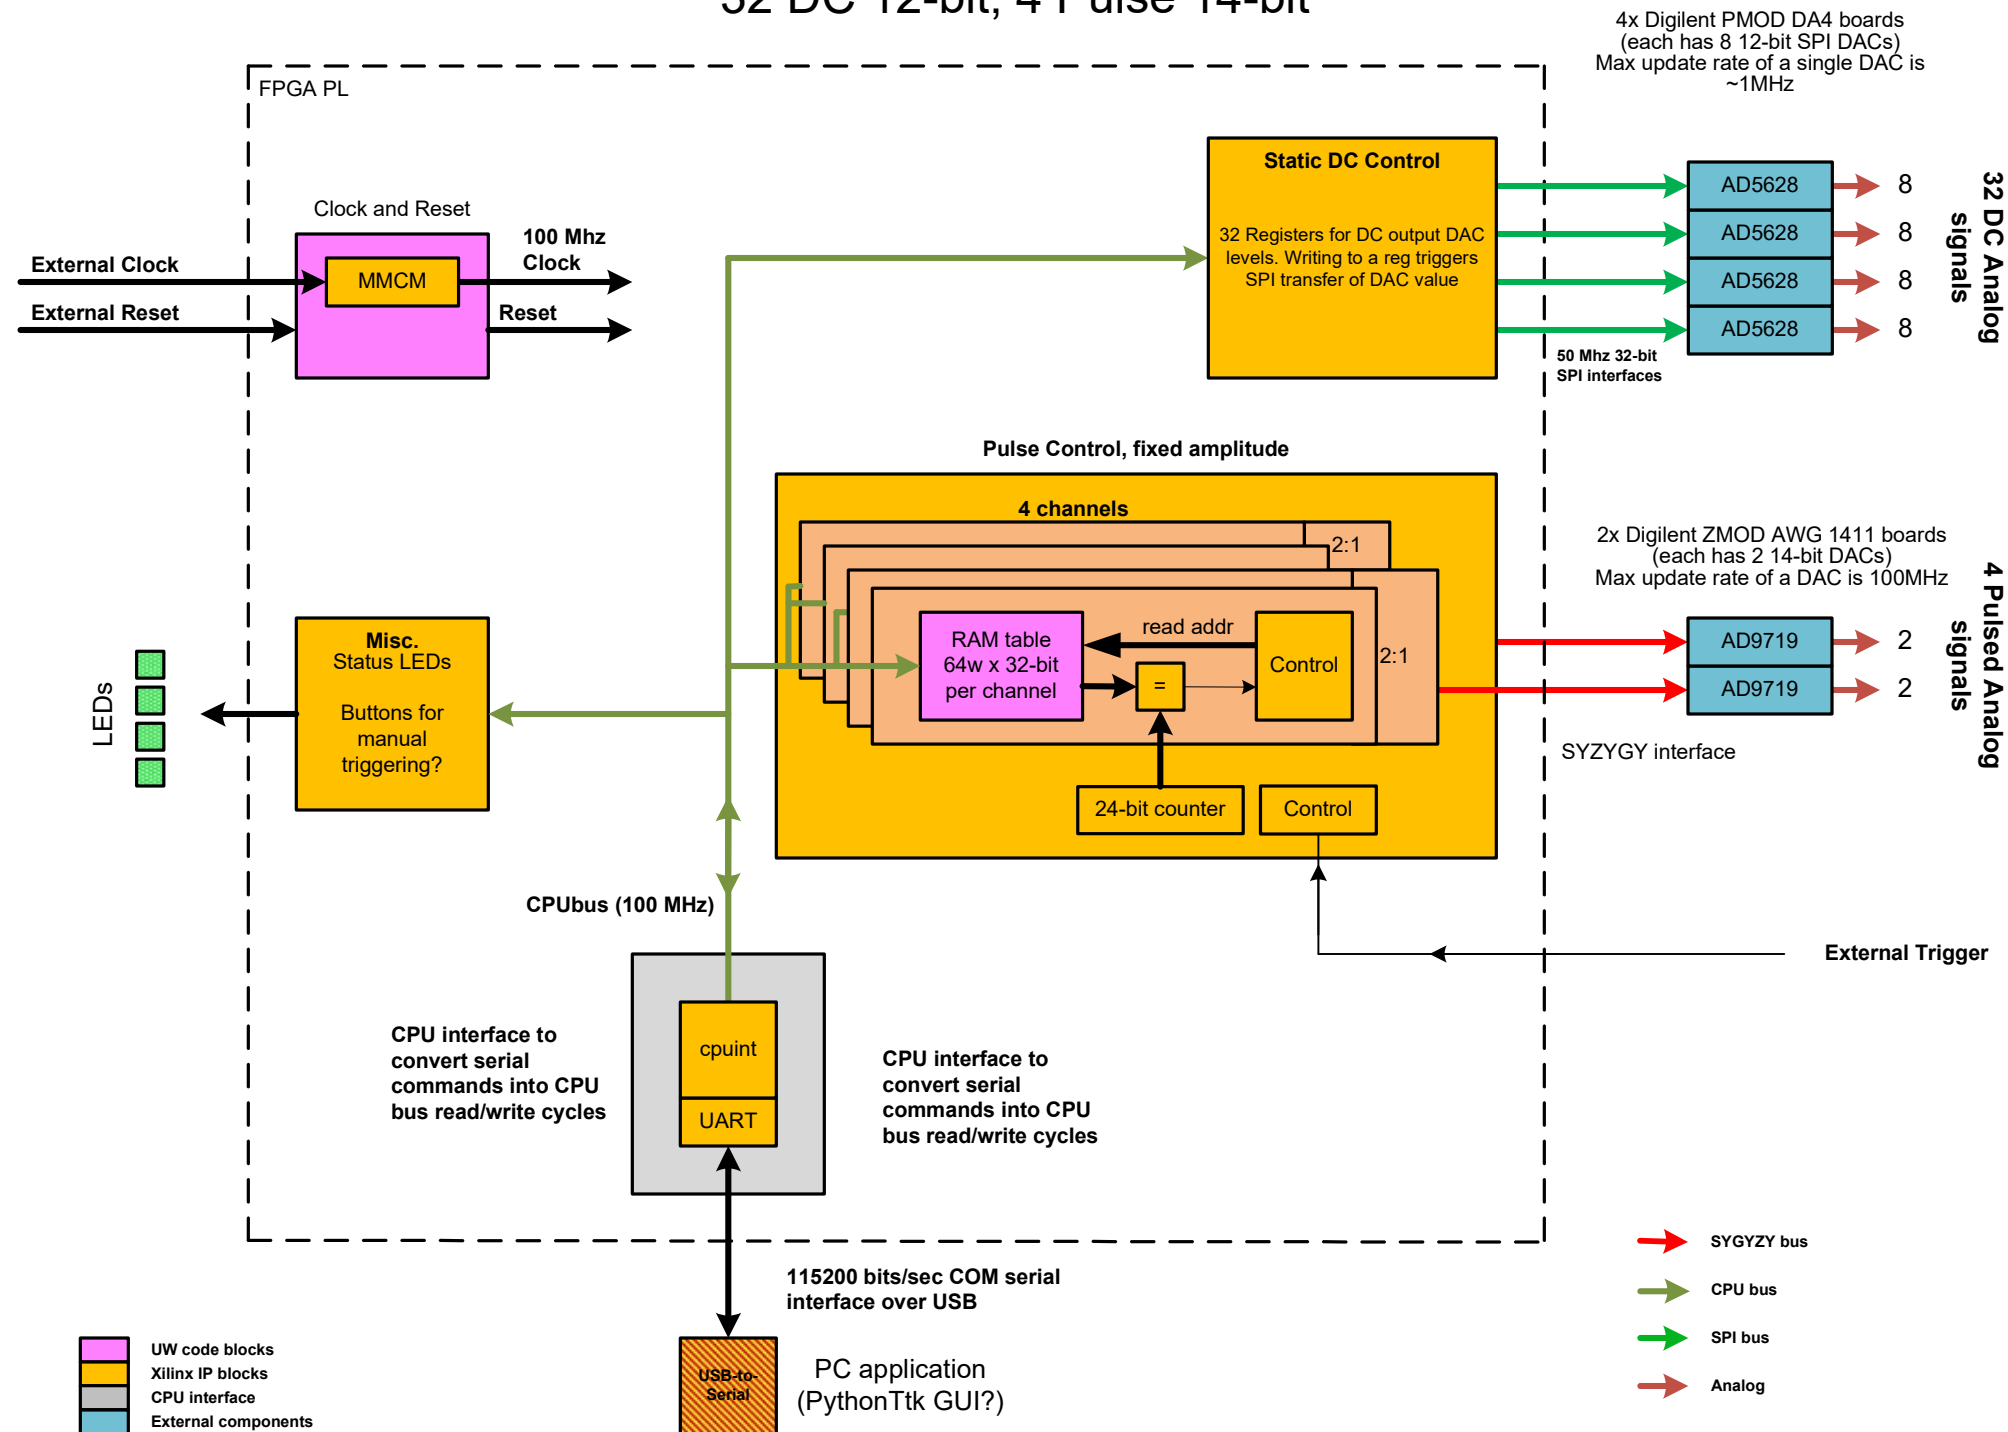 32 DC 12-bit, 4 Pulse 14-bit
4x Digilent PMOD DA4 boards
(each has 8 12-bit SPI DACs)
Max update rate of a single DAC is
~1MHz
FPGA PL
Static DC Control
32 Registers for DC output DAC
levels. Writing to a reg triggers
SPI transfer of DAC value
AD5628
8
AD5628
8
AD5628
8
AD5628
8
32 DC Analog
signals
50 Mhz 32-bit
SPI interfaces
Clock and Reset
External Clock
MMCM
100 Mhz
Clock
External Reset
Reset
Pulse Control, fixed amplitude
4 channels
2:1
2:1
RAM table
64w x 32-bit
per channel
read addr
=
Control
24-bit counter
Control
2x Digilent ZMOD AWG 1411 boards
(each has 2 14-bit DACs)
Max update rate of a DAC is 100MHz
AD9719
2
AD9719
2
4 Pulsed Analog
signals
SYZYGY interface
LEDs
Misc.
Status LEDs
Buttons for
manual
triggering?
CPUbus (100 MHz)
External Trigger
CPU interface to
convert serial
commands into CPU
bus read/write cycles
cpuint
UART
CPU interface to
convert serial
commands into CPU
bus read/write cycles
115200 bits/sec COM serial
interface over USB
USB-to-
Serial
PC application
(PythonTtk GUI?)
UW code blocks
Xilinx IP blocks
CPU interface
External components
SYGYZY bus
CPU bus
SPI bus
Analog